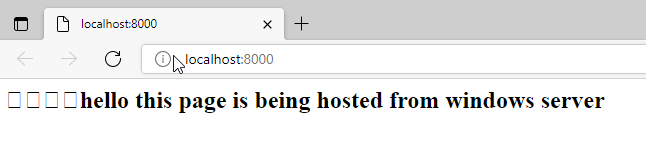 localhost:8000
localhost:8000
hello this page is being hosted from windows server